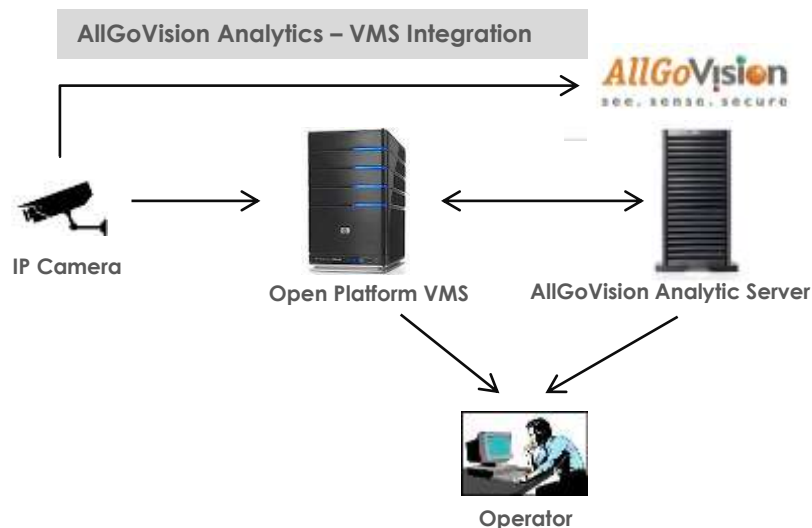 AllGoVision Analytics – VMS Integration
AllGoVision
see. sense. secure
IP Camera
Open Platform VMS
AllGoVision Analytic Server
Operator